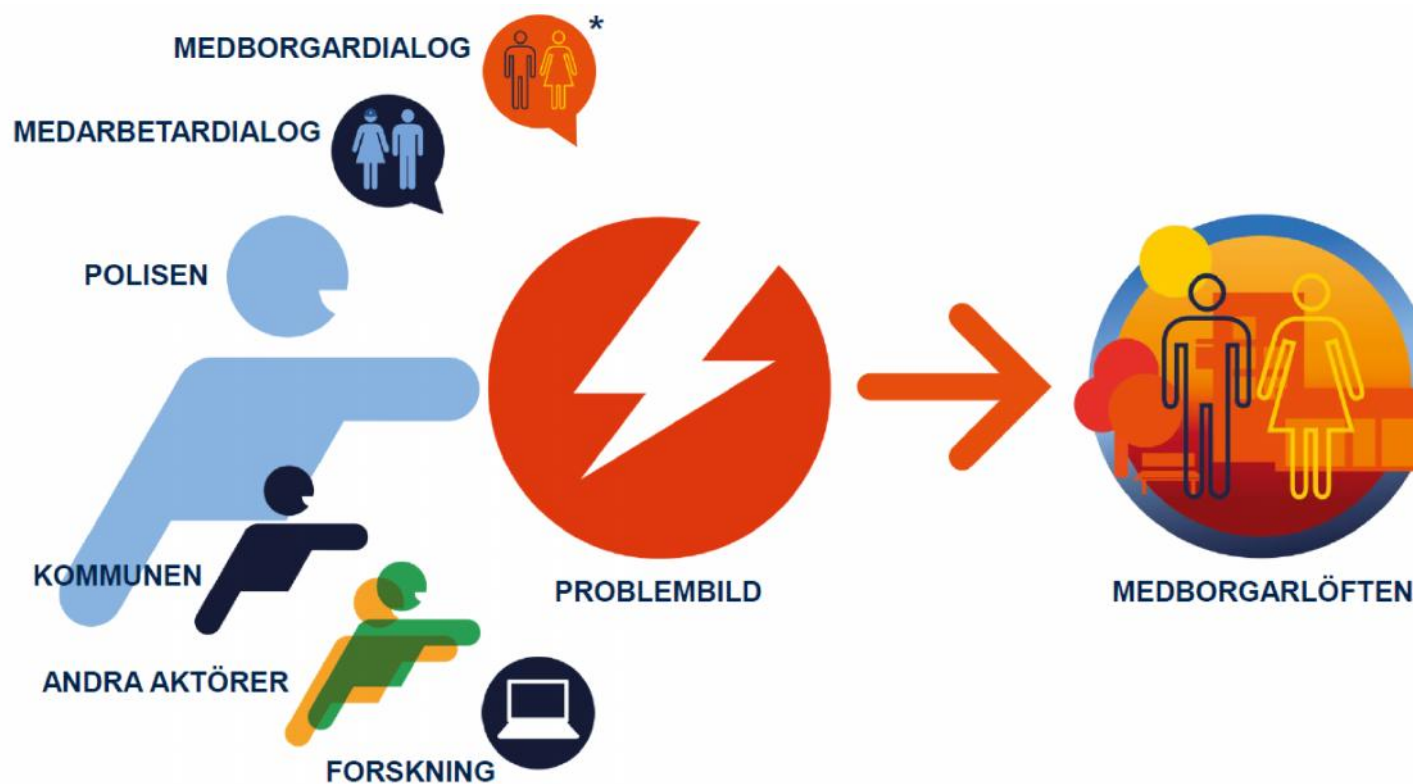 MEDBORGARDIALOG
*
MEDARBETARDIALOG
POLISEN
KOMMUNEN
PROBLEMBILD
MEDBORGARLÖFTEN
ANDRA AKTÖRER
FORSKNING